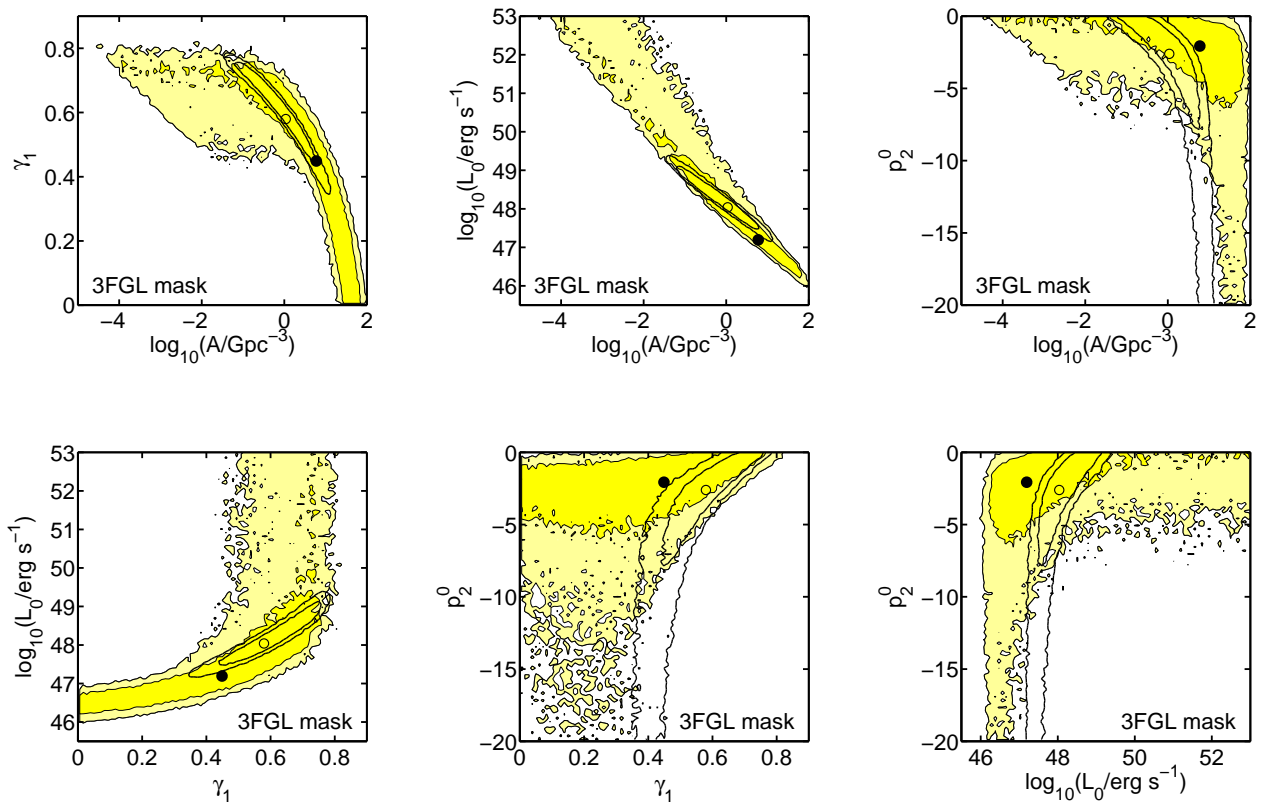 0.8
0.6
0.4
0.2
0
γ₁
3FGL mask
−4 −2 0 2
log₁₀(A/Gpc⁻³)
53
52
51
50
49
48
47
46
log₁₀(L₀/erg s⁻¹)
3FGL mask
−4 −2 0 2
log₁₀(A/Gpc⁻³)
0
−5
−10
−15
−20
p₂⁰
3FGL mask
−4 −2 0 2
log₁₀(A/Gpc⁻³)
53
52
51
50
49
48
47
46
log₁₀(L₀/erg s⁻¹)
3FGL mask
0 0.2 0.4 0.6 0.8
γ₁
0
−5
−10
−15
−20
p₂⁰
3FGL mask
0 0.2 0.4 0.6 0.8
γ₁
0
−5
−10
−15
−20
p₂⁰
3FGL mask
46 48 50 52
log₁₀(L₀/erg s⁻¹)